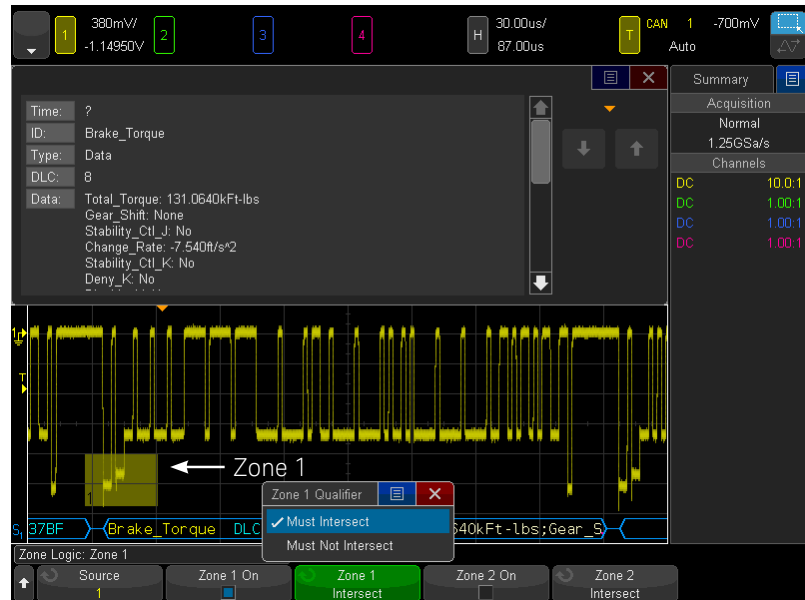 1
380mV/
-1.14950V
2
3
4
H
30.00us/
87.00us
T
CAN 1 -700mV
Auto
Summary
Acquisition
Normal
1.25GSa/s
Channels
DC 10.0:1
DC 1.00:1
DC 1.00:1
DC 1.00:1
Time: ?
ID: Brake_Torque
Type: Data
DLC: 8
Data: Total_Torque: 131.0640kFt-lbs
Gear_Shift: None
Stability_Ctl_J: No
Change_Rate: -7.540ft/s^2
Stability_Ctl_K: No
Deny_K: No
1
T
1
Zone 1
Zone 1 Qualifier
Must Intersect
Must Not Intersect
S1 37BF Brake_Torque DLC 640kFt-lbs;Gear_S
Zone Logic: Zone 1
Source
1
Zone 1 On
Zone 1
Intersect
Zone 2 On
Zone 2
Intersect